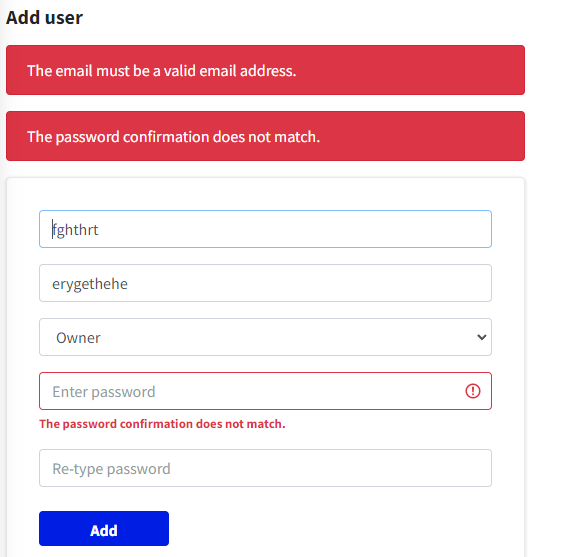 Add user
The email must be a valid email address.
The password confirmation does not match.
fghthrt
erygethehe
Owner
Enter password
The password confirmation does not match.
Re-type password
Add